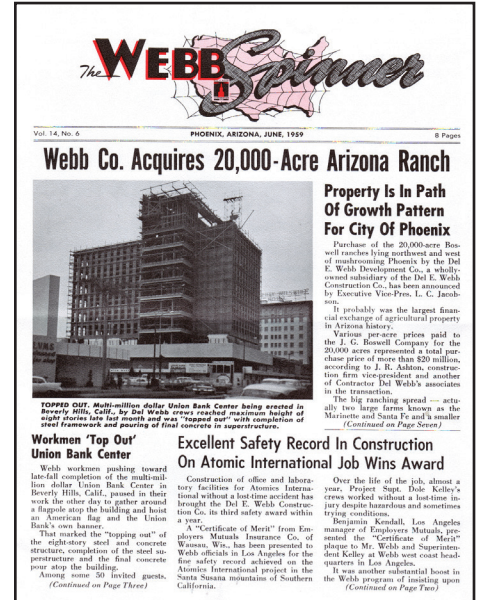 The WEBB Spinner
Vol. 14, No. 6
PHOENIX, ARIZONA, JUNE, 1959
8 Pages
Webb Co. Acquires 20,000-Acre Arizona Ranch
TOPPED OUT. Multi-million dollar Union Bank Center being erected in
Beverly Hills, Calif., by Del Webb crews reached maximum height of
eight stories late last month and was "topped out" with completion of
steel framework and pouring of final concrete in superstructure.
Property Is In Path
Of Growth Pattern
For City Of Phoenix
Purchase of the 20,000-acre Bos-
well ranches lying northwest and west
of mushrooming Phoenix by the Del
E. Webb Development Co., a wholly-
owned subsidiary of the Del E. Webb
Construction Co., has been announced
by Executive Vice-Pres. L. C. Jacob-
son.
It probably was the largest finan-
cial exchange of agricultural property
in Arizona history.
Various per-acre prices paid to
the J. G. Boswell Company for the
20,000 acres represented a total pur-
chase price of more than $20 million,
according to J. R. Ashton, construc-
tion firm vice-president and another
of Contractor Del Webb's associates
in the transaction.
The big ranching spread — actu-
ally two large farms known as the
Marinette and Santa Fe and a smaller
(Continued on Page Seven)
Workmen 'Top Out'
Union Bank Center
Webb workmen pushing toward
late-fall completion of the multi-mil-
lion dollar Union Bank Center in
Beverly Hills, Calif., paused in their
work the other day to gather around
a flagpole atop the building and hoist
an American flag and the Union
Bank's own banner.
That marked the "topping out" of
the eight-story steel and concrete
structure, completion of the steel su-
perstructure and the final concrete
pour atop the building.
Among some 50 invited guests.
(Continued on Page Three)
Excellent Safety Record In Construction
On Atomic International Job Wins Award
Construction of office and labora-
tory facilities for Atomics Interna-
tional without a lost-time accident has
brought the Del E. Webb Construc-
tion Co. its third safety award within
a year.
A "Certificate of Merit" from Em-
ployers Mutuals Insurance Co. of
Wausau, Wis., has been presented to
Webb officials in Los Angeles for the
fine safety record achieved on the
Atomics International project in the
Santa Susana mountains of Southern
California.
Over the life of the job, almost a
year, Project Supt. Dole Kelley's
crews worked without a lost-time in-
jury despite hazardous and sometimes
trying conditions.
Benjamin Kendall, Los Angeles
manager of Employers Mutuals, pre-
sented the "Certificate of Merit"
plaque to Mr. Webb and Superinten-
dent Kelley at Webb west coast head-
quarters in Los Angeles.
It was another substantial boost in
the Webb program of insisting upon
(Continued on Page Two)